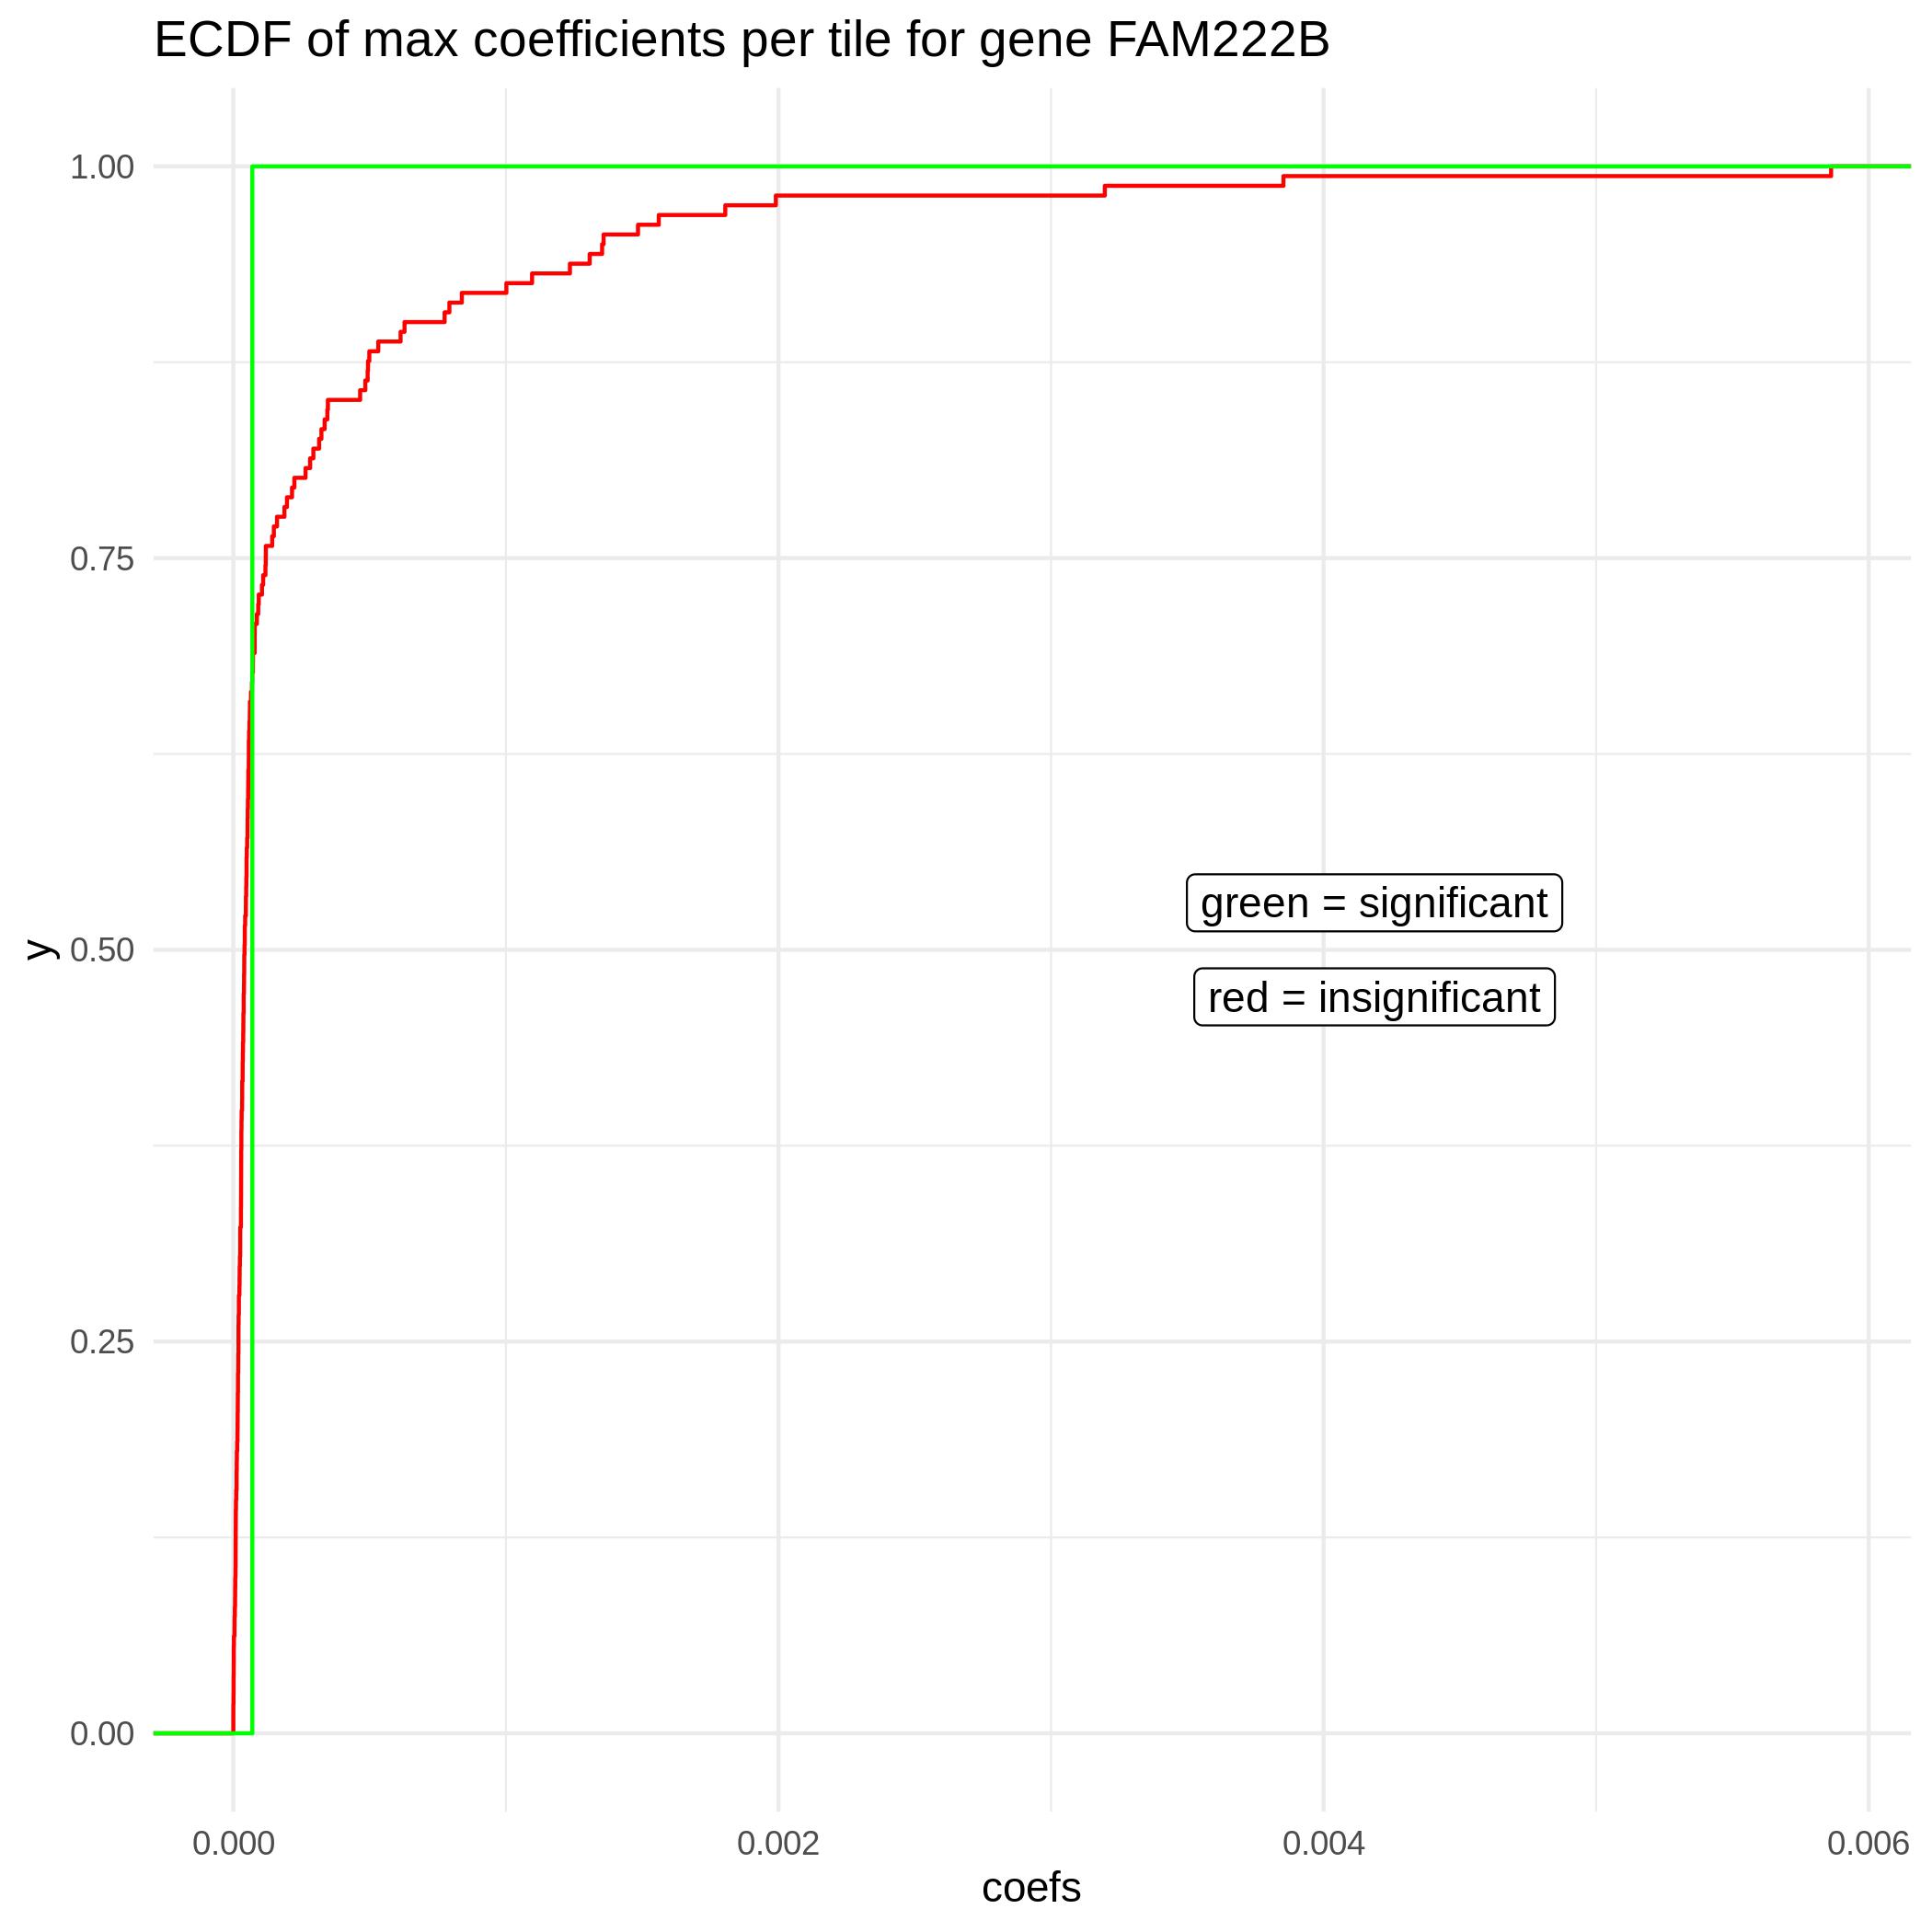 ECDF of max coefficients per tile for gene FAM222B
1.00
0.75
green = significant
y
0.50
red = insignificant
0.25
0.00
0.000
0.002
0.004
0.006
coefs